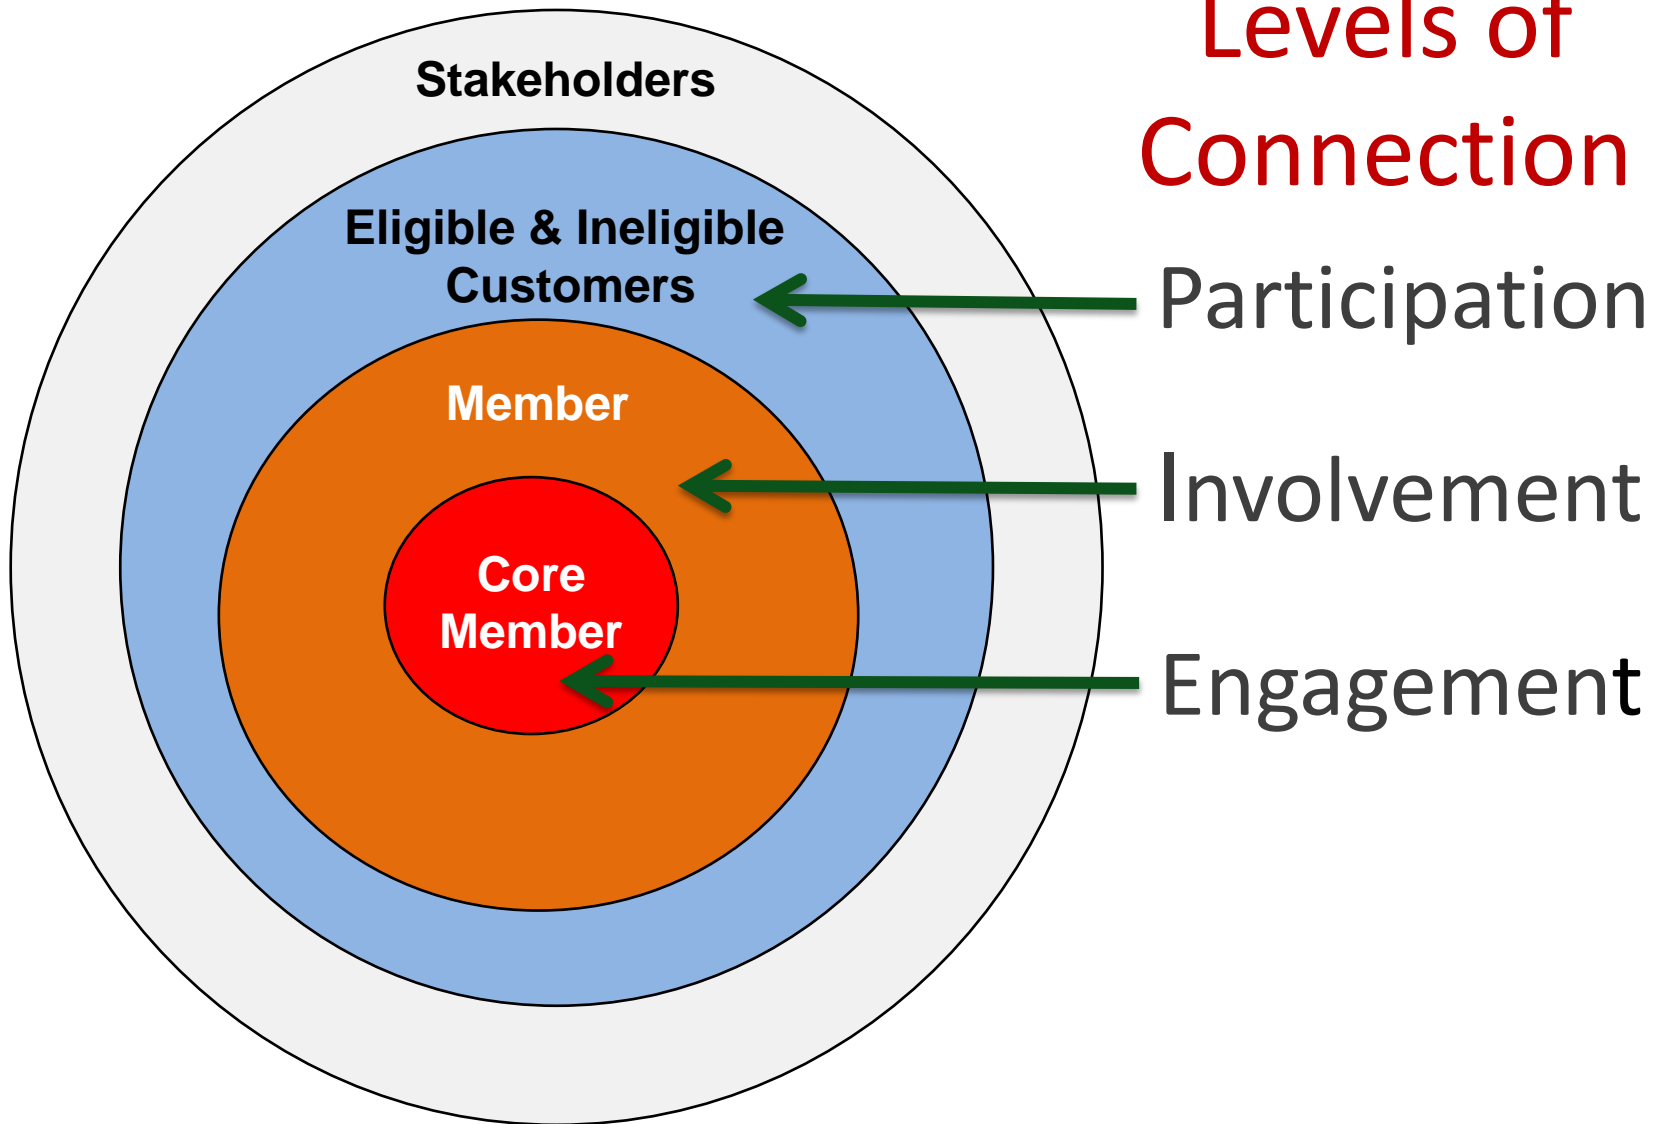 Levels of
Connection
Stakeholders
Eligible & Ineligible
Customers
Participation
Member
Involvement
Core
Member
Engagement